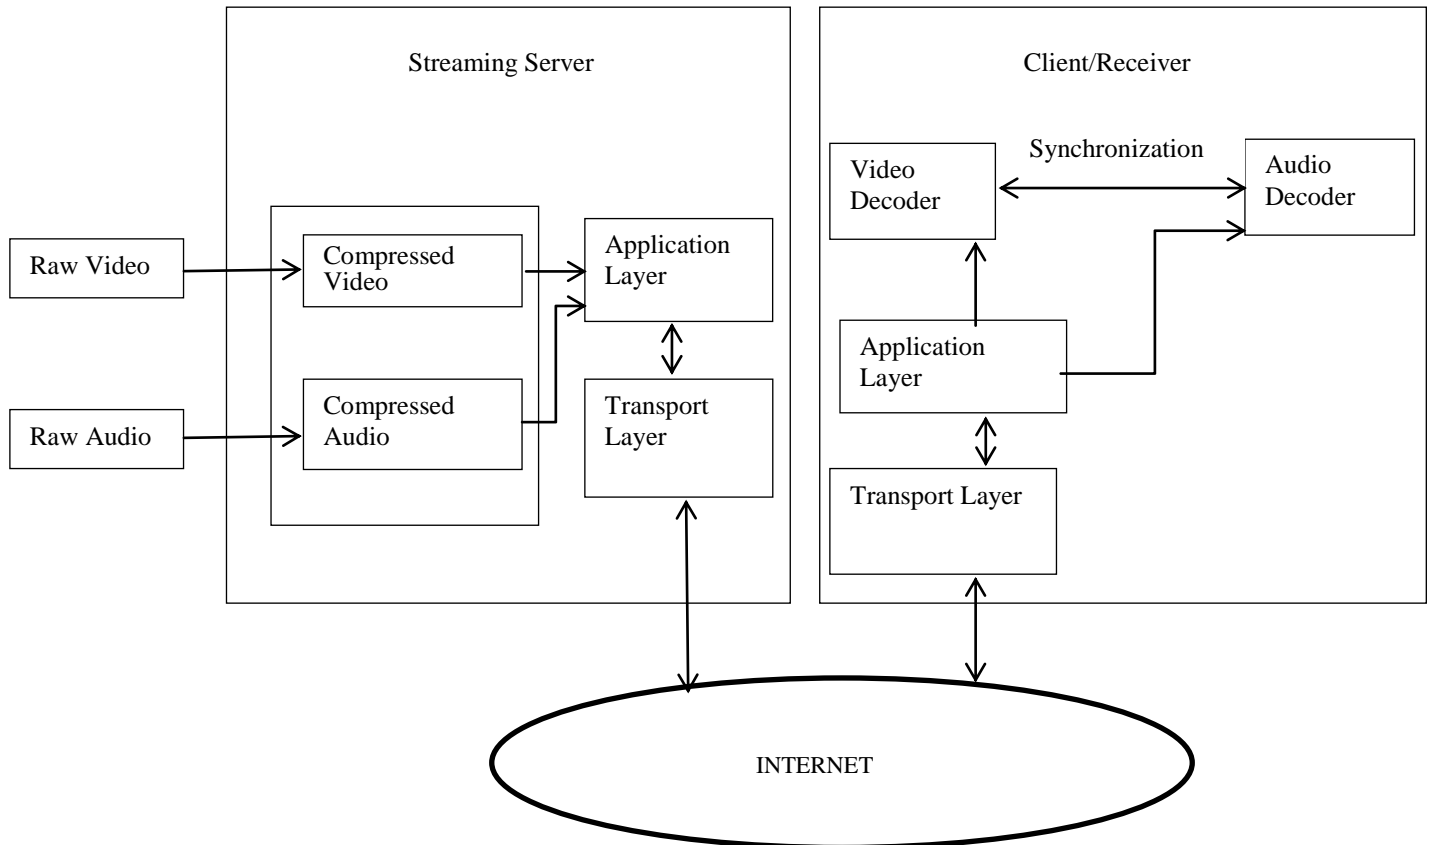 Streaming Server
Client/Receiver
Synchronization
Video
Decoder
Audio
Decoder
Raw Video
Compressed
Video
Application
Layer
Application
Layer
Raw Audio
Compressed
Audio
Transport
Layer
Transport Layer
INTERNET